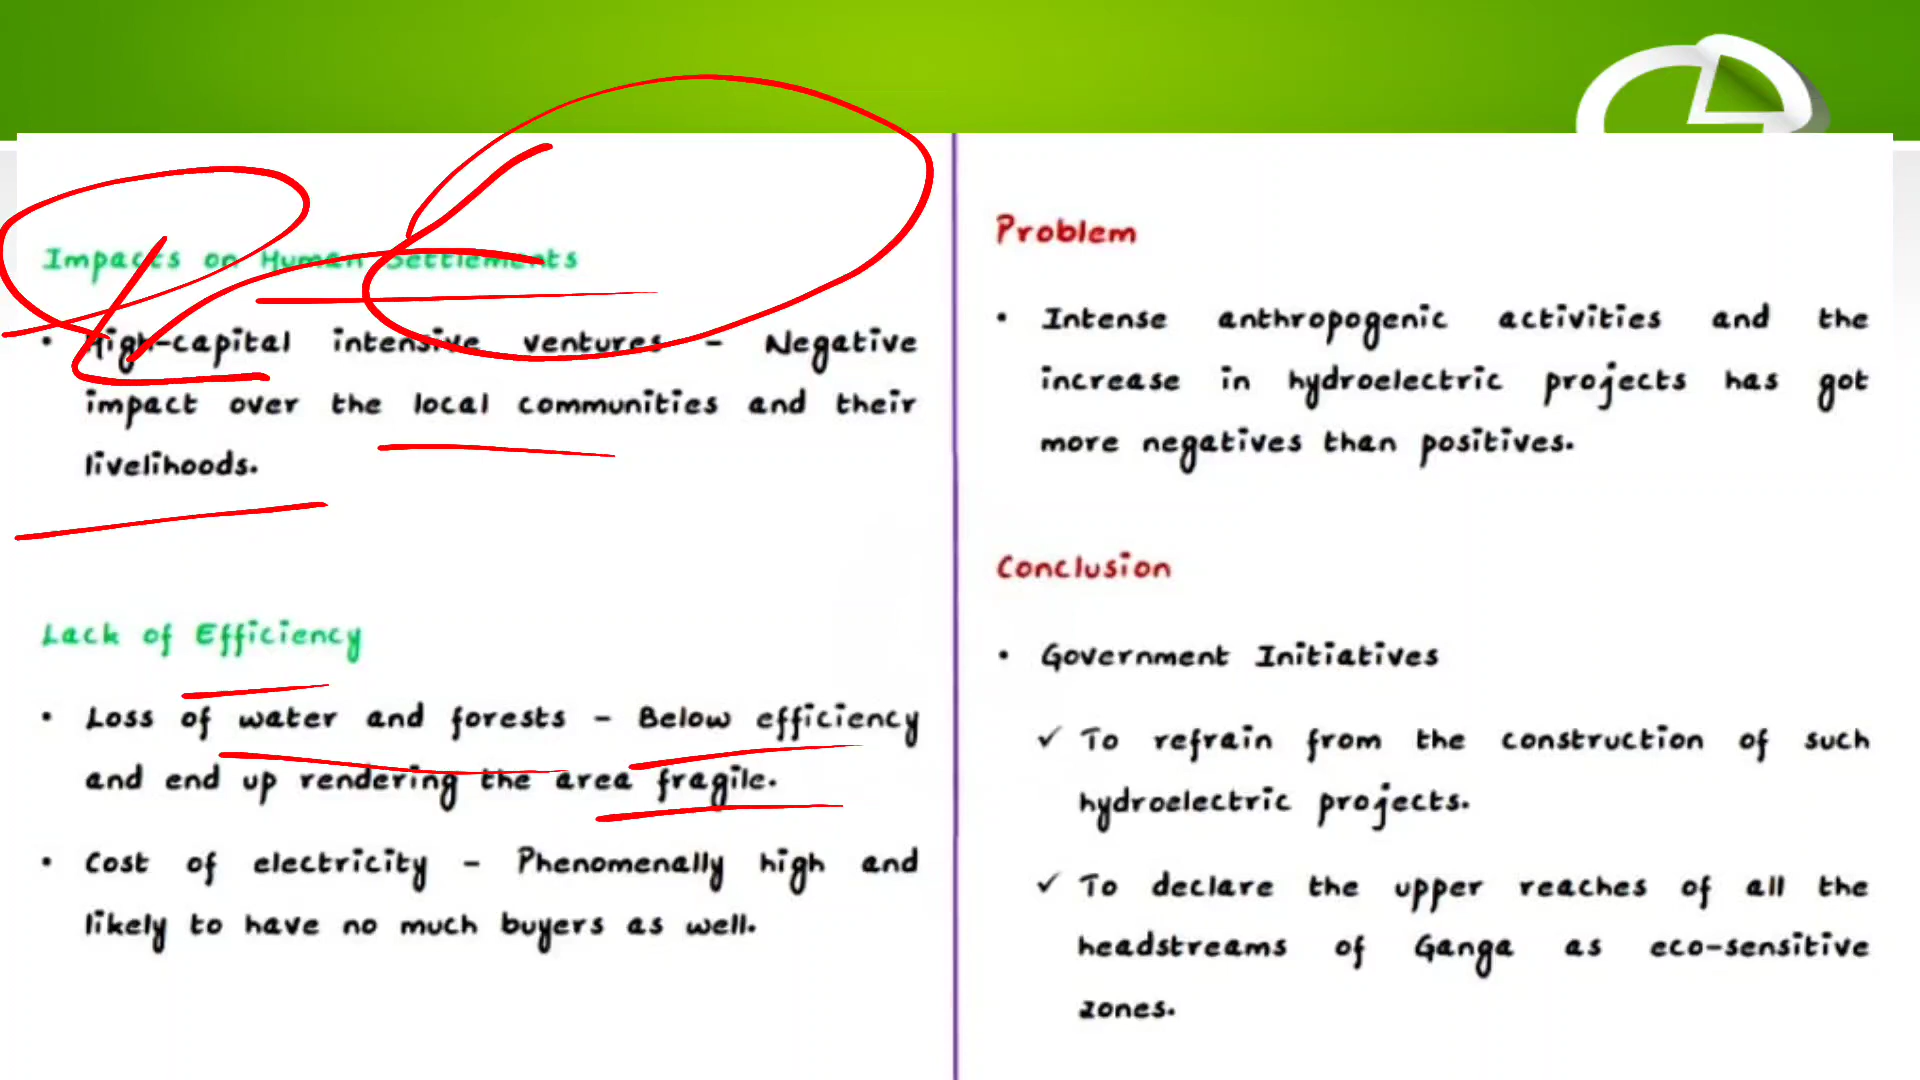 Impacts on Human Settlements
• High-capital intensive ventures - Negative
impact over the local communities and their
livelihoods.
Lack of Efficiency
• Loss of water and forests - Below efficiency
and end up rendering the area fragile.
• Cost of electricity - Phenomenally high and
likely to have no much buyers as well.
Problem
• Intense anthropogenic activities and the
increase in hydroelectric projects has got
more negatives than positives.
Conclusion
• Government Initiatives
✓ To refrain from the construction of such
hydroelectric projects.
✓ To declare the upper reaches of all the
headstreams of Ganga as eco-sensitive
zones.